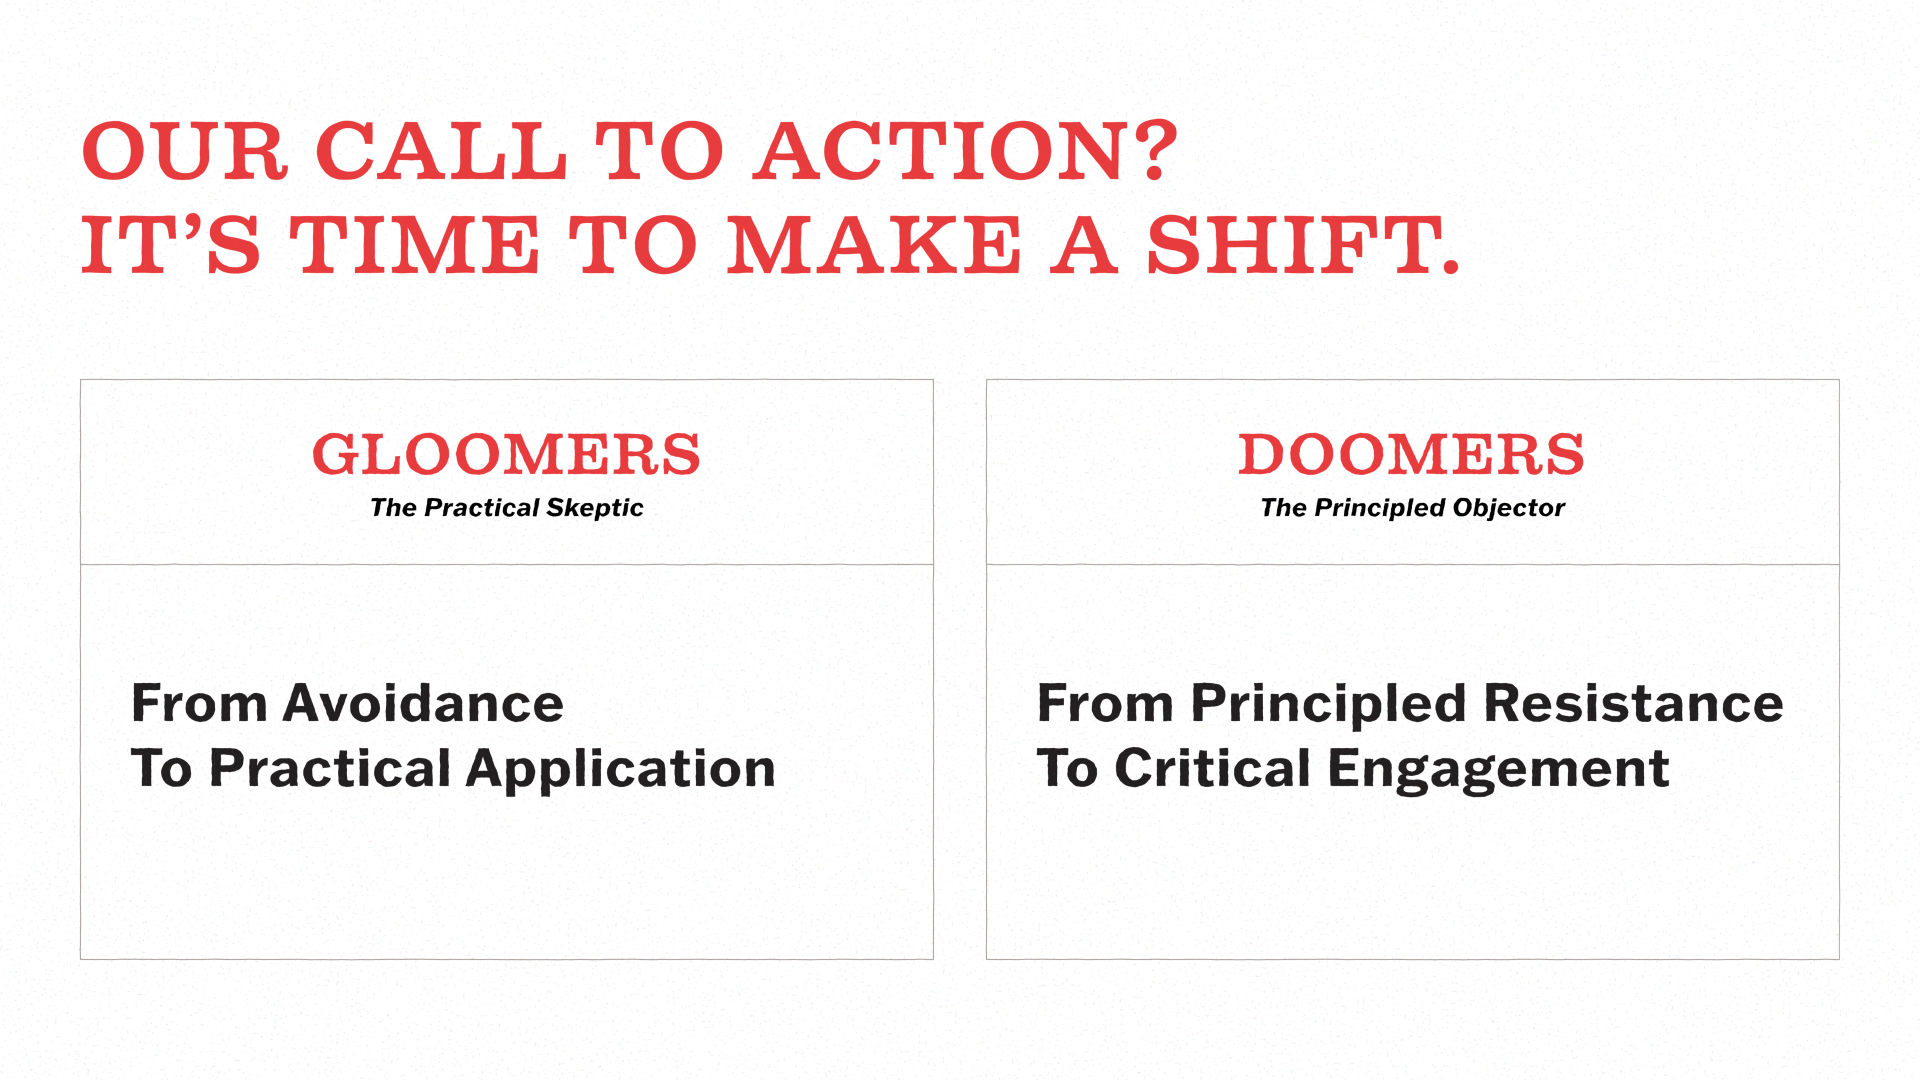 OUR CALL TO ACTION?
IT’S TIME TO MAKE A SHIFT.
GLOOMERS
The Practical Skeptic
From Avoidance
To Practical Application
DOOMERS
The Principled Objector
From Principled Resistance
To Critical Engagement